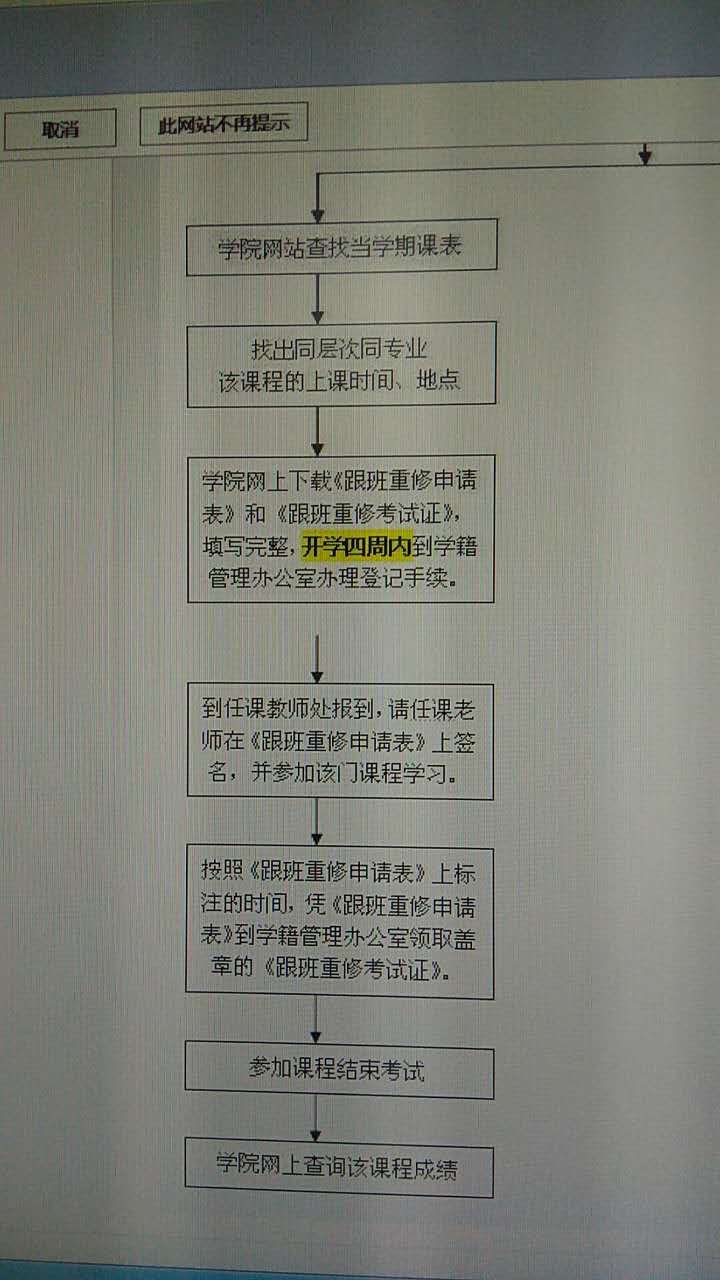 取消
此网站不再提示
学院网站查找当学期课表
找出同层次同专业
该课程的上课时间、地点
学院网上下载《跟班重修申请
表》和《跟班重修考试证》,
填写完整,开学四周内到学籍
管理办公室办理登记手续。
到任课教师处报到,请任课老
师在《跟班重修申请表》上签
名,并参加该门课程学习。
按照《跟班重修申请表》上标
注的时间,凭《跟班重修申请
表》到学籍管理办公室领取盖
章的《跟班重修考试证》。
参加课程结束考试
学院网上查询该课程成绩